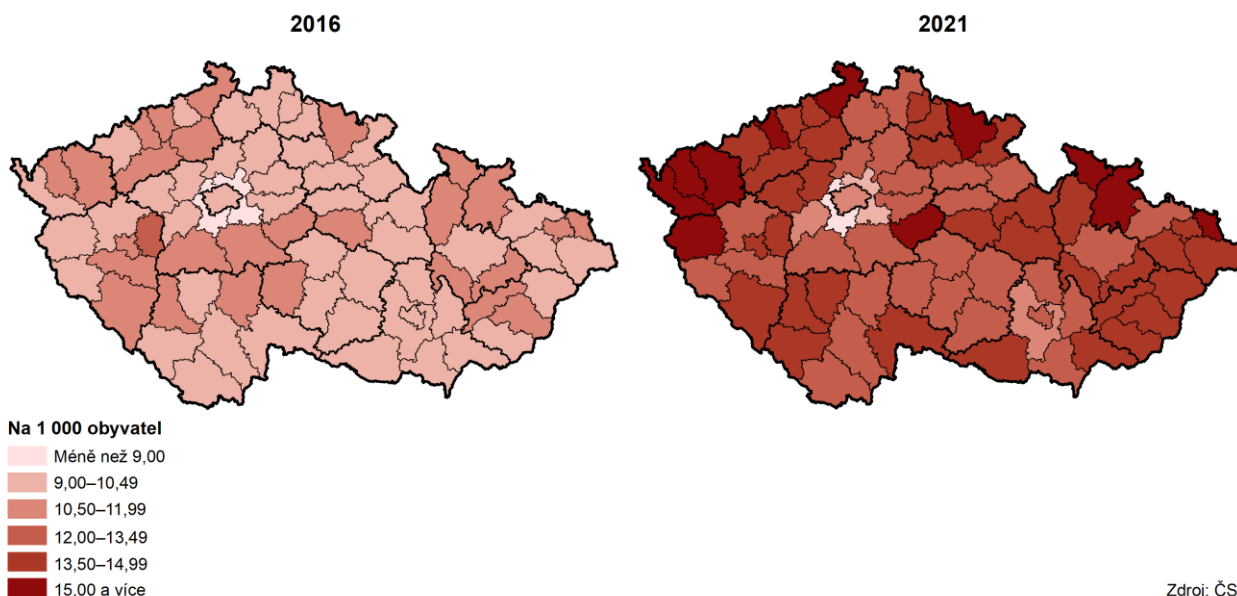 2016
2021
Na 1 000 obyvatel
Méně než 9,00
9,00–10,49
10,50–11,99
12,00–13,49
13,50–14,99
15,00 a více
Zdroj: ČS